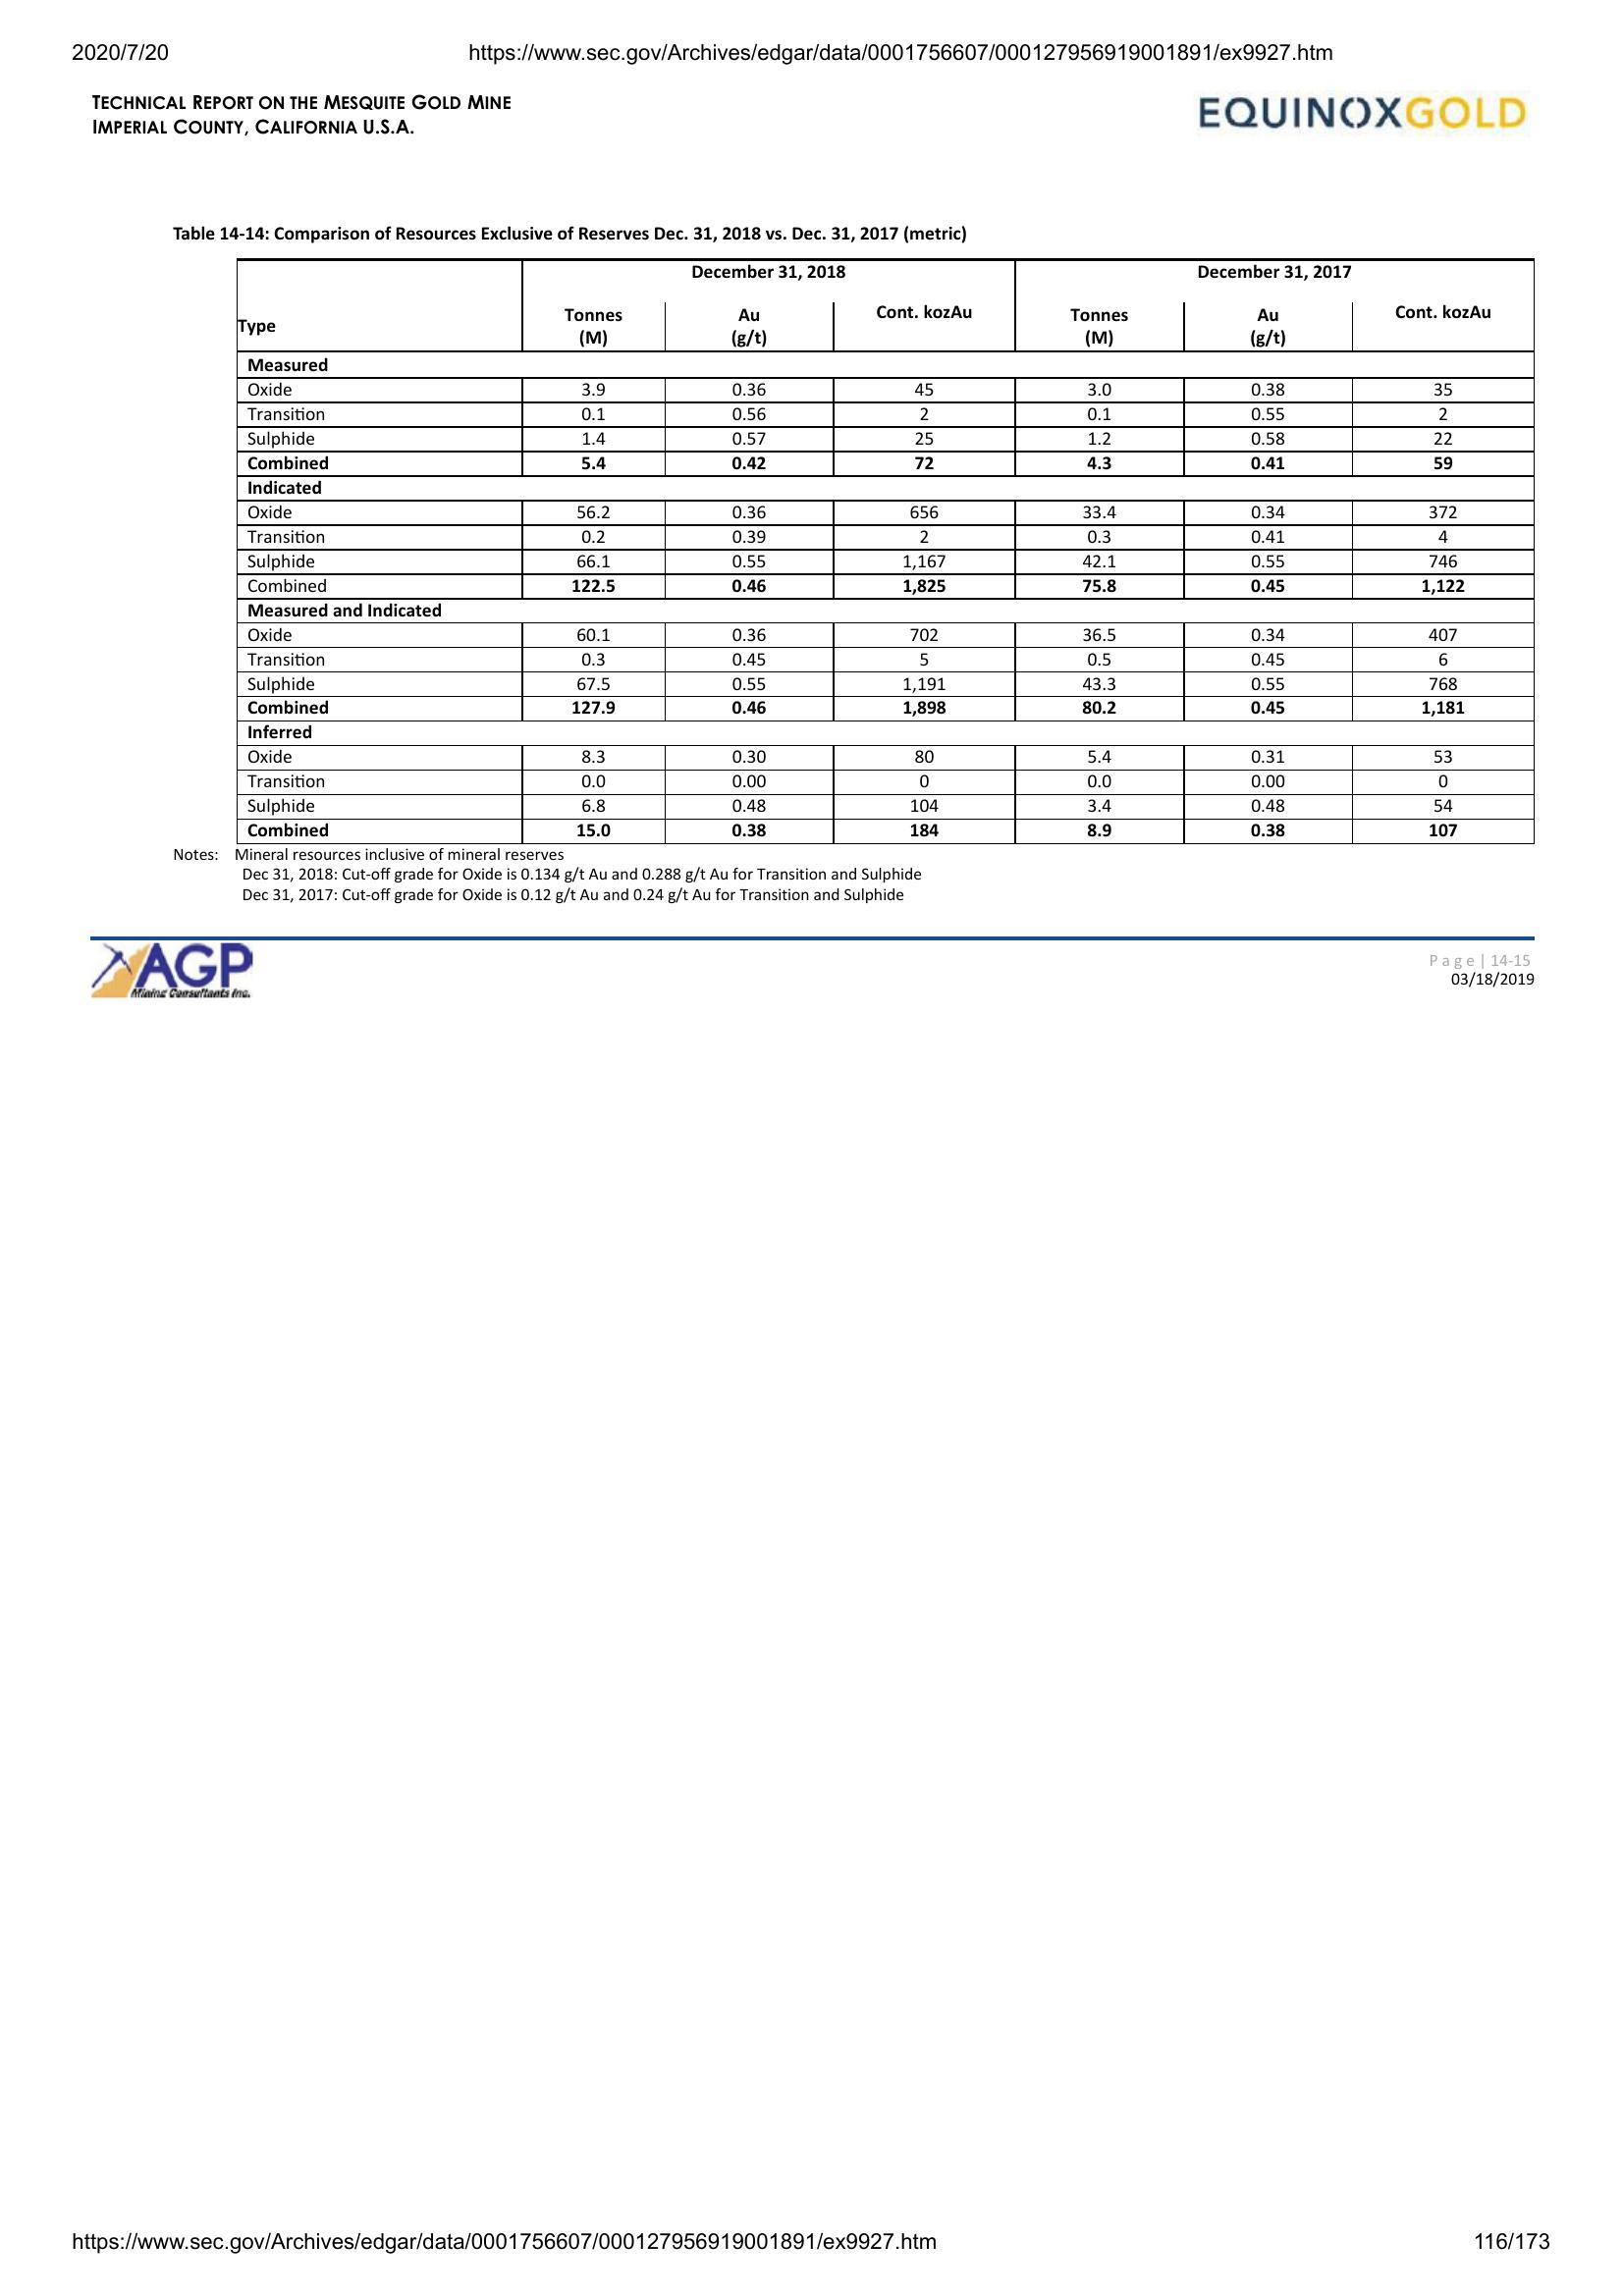 2020/7/20 https://www.sec.gov/Archives/edgar/data/0001756607/000127956919001891/ex9927.htm
TECHNICAL REPORT ON THE MESQUITE GOLD MINE
IMPERIAL COUNTY, CALIFORNIA U.S.A.
EQUINOXGOLD
Table 14-14: Comparison of Resources Exclusive of Reserves Dec. 31, 2018 vs. Dec. 31, 2017 (metric)
December 31, 2018 December 31, 2017
Type Tonnes (M) Au (g/t) Cont. kozAu Tonnes (M) Au (g/t) Cont. kozAu
Measured
Oxide 3.9 0.36 45 3.0 0.38 35
Transition 0.1 0.56 2 0.1 0.55 2
Sulphide 1.4 0.57 25 1.2 0.58 22
Combined 5.4 0.42 72 4.3 0.41 59
Indicated
Oxide 56.2 0.36 656 33.4 0.34 372
Transition 0.2 0.39 2 0.3 0.41 4
Sulphide 66.1 0.55 1,167 42.1 0.55 746
Combined 122.5 0.46 1,825 75.8 0.45 1,122
Measured and Indicated
Oxide 60.1 0.36 702 36.5 0.34 407
Transition 0.3 0.45 5 0.5 0.45 6
Sulphide 67.5 0.55 1,191 43.3 0.55 768
Combined 127.9 0.46 1,898 80.2 0.45 1,181
Inferred
Oxide 8.3 0.30 80 5.4 0.31 53
Transition 0.0 0.00 0 0.0 0.00 0
Sulphide 6.8 0.48 104 3.4 0.48 54
Combined 15.0 0.38 184 8.9 0.38 107
Notes: Mineral resources inclusive of mineral reserves
Dec 31, 2018: Cut-off grade for Oxide is 0.134 g/t Au and 0.288 g/t Au for Transition and Sulphide
Dec 31, 2017: Cut-off grade for Oxide is 0.12 g/t Au and 0.24 g/t Au for Transition and Sulphide
AGP
Mining Consultants Inc.
Page | 14-15
03/18/2019
https://www.sec.gov/Archives/edgar/data/0001756607/000127956919001891/ex9927.htm 116/173